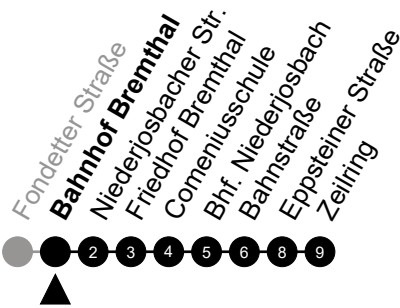 Fondetter Straße
Bahnhof Bremthal
Niederjosbacher Str.
Friedhof Bremthal
Comeniusschule
Bhf. Niederjosbach
Bahnstraße
Eppsteiner Straße
Zeilring
2 3 4 5 6 8 9